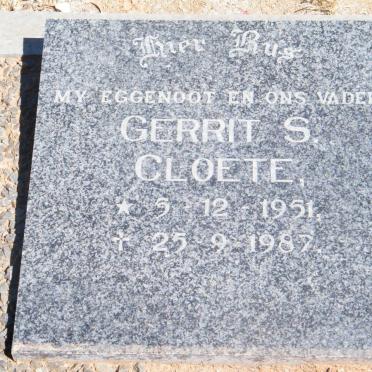 Hier Rus
MY EGGENOOT EN ONS VADER
GERRIT S.
CLOETE.
★ 5 12 1951.
✝ 25 9 1987.